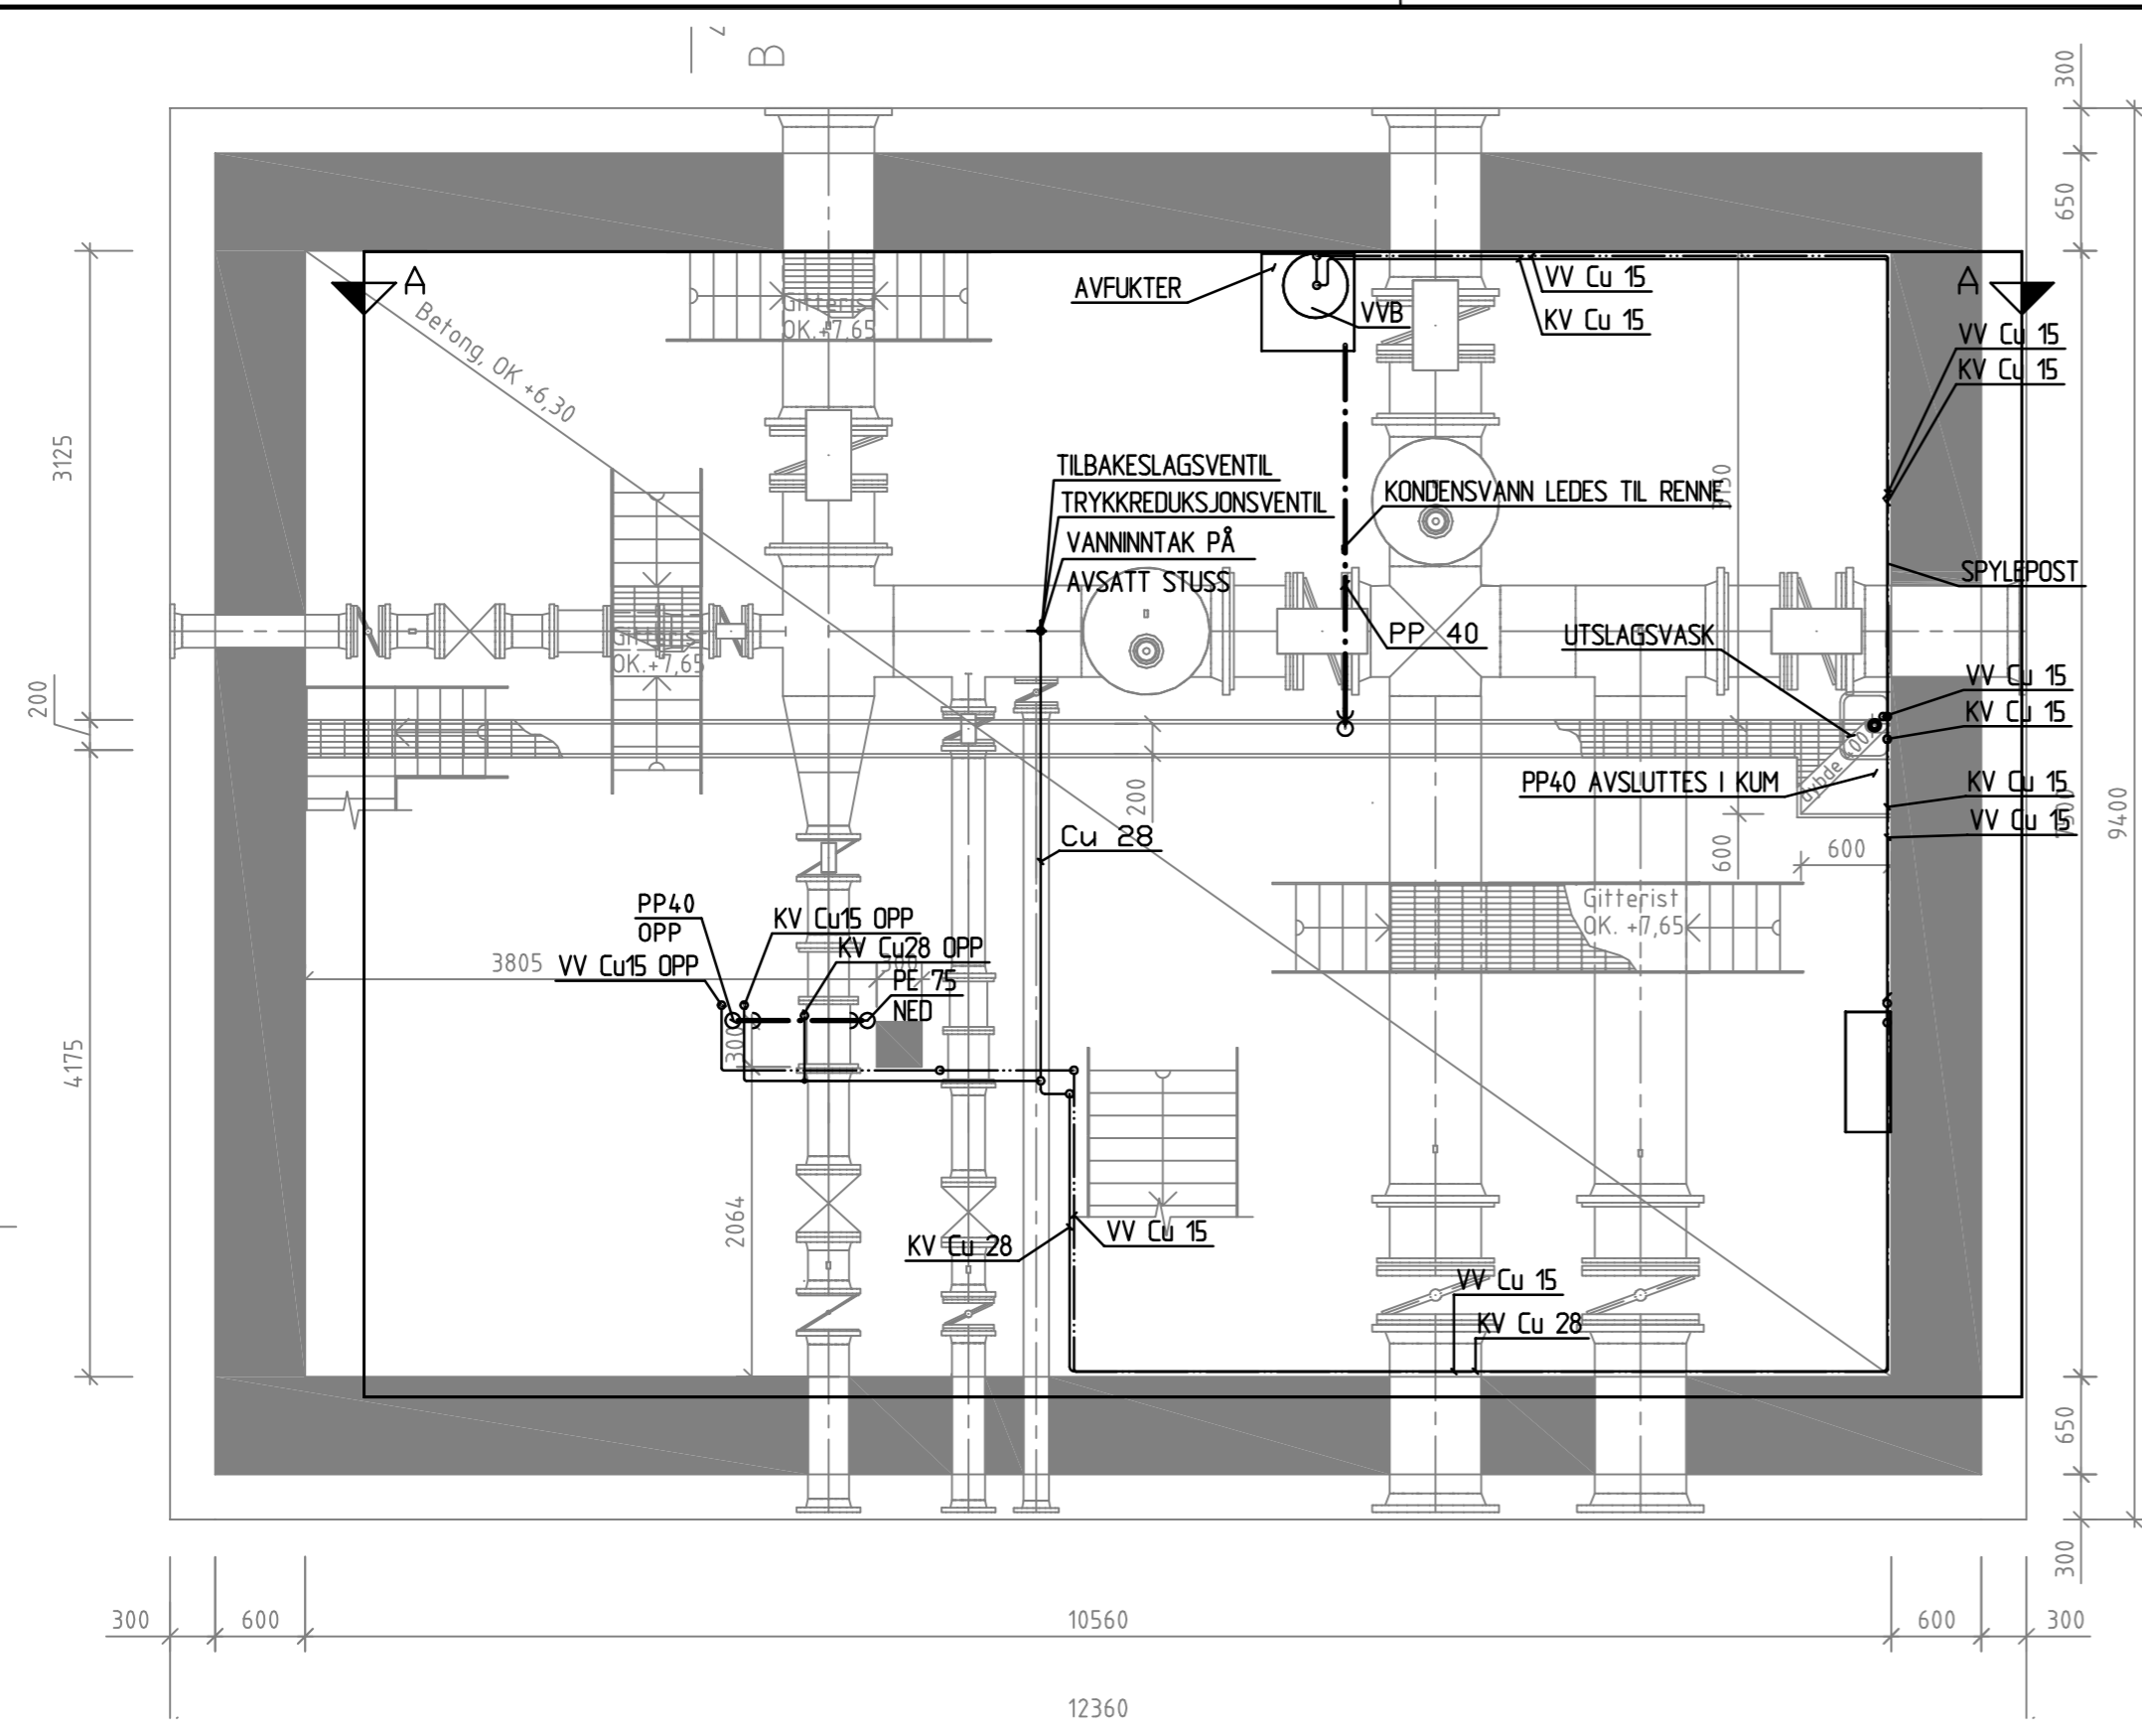 B
300
650
AVFUKTER
VVB
VV Cu 15
KV Cu 15
A
A
Gitterist
OK.+7,65
Betong, OK +6,30
VV Cu 15
KV Cu 15
3125
TILBAKESLAGSVENTIL
TRYKKREDUKSJONSVENTIL
VANNINNTAK PÅ
AVSATT STUSS
KONDENSVANN LEDES TIL RENNE
SPYLEPOST
PP 40
UTSLAGSVASK
Gitterist
OK.+7,65
200
VV Cu 15
KV Cu 15
PP40 AVSLUTTES I KUM
KV Cu 15
VV Cu 15
9400
200
600
600
Cu 28
Gitterist
OK. +7,65
PP40
OPP
KV Cu15 OPP
KV Cu28 OPP
3805
VV Cu15 OPP
300
PE 75
NED
300
4175
2064
KV Cu 28
VV Cu 15
VV Cu 15
KV Cu 28
650
300
300
600
10560
600
300
12360